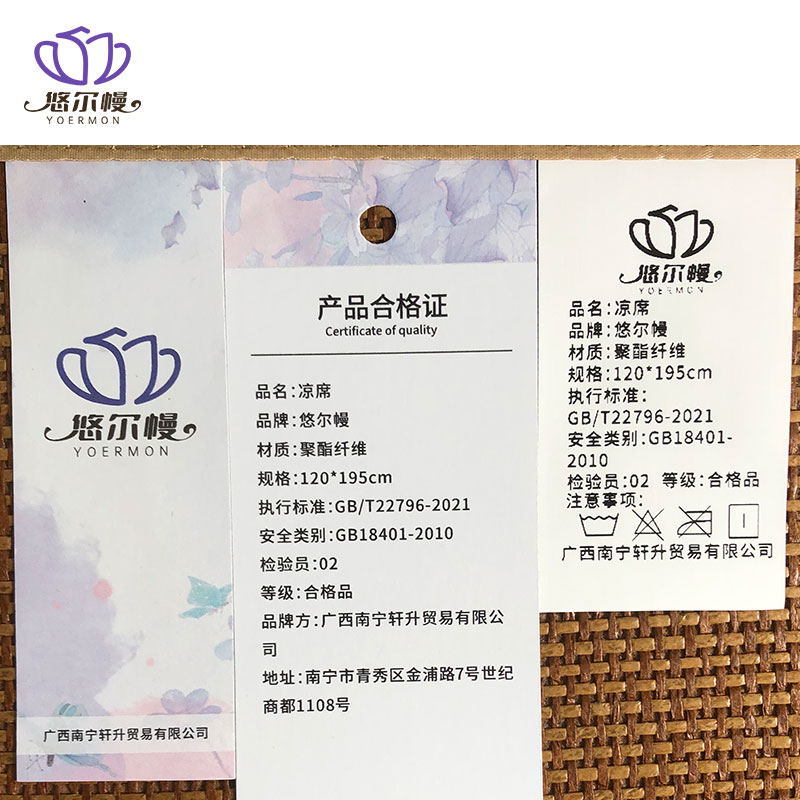 悠尔幔
YOERMON
悠尔幔
YOERMON
广西南宁轩升贸易有限公司
产品合格证
Certificate of quality
品名:凉席
品牌:悠尔幔
材质:聚酯纤维
规格:120*195cm
执行标准:GB/T22796-2021
安全类别:GB18401-2010
检验员:02
等级:合格品
品牌方:广西南宁轩升贸易有限公
司
地址:南宁市青秀区金浦路7号世纪
商都1108号
悠尔幔
YOERMON
品名:凉席
品牌:悠尔幔
材质:聚酯纤维
规格:120*195cm
执行标准:
GB/T22796-2021
安全类别:GB18401-
2010
检验员:02 等级:合格品
注意事项:
广西南宁轩升贸易有限公司